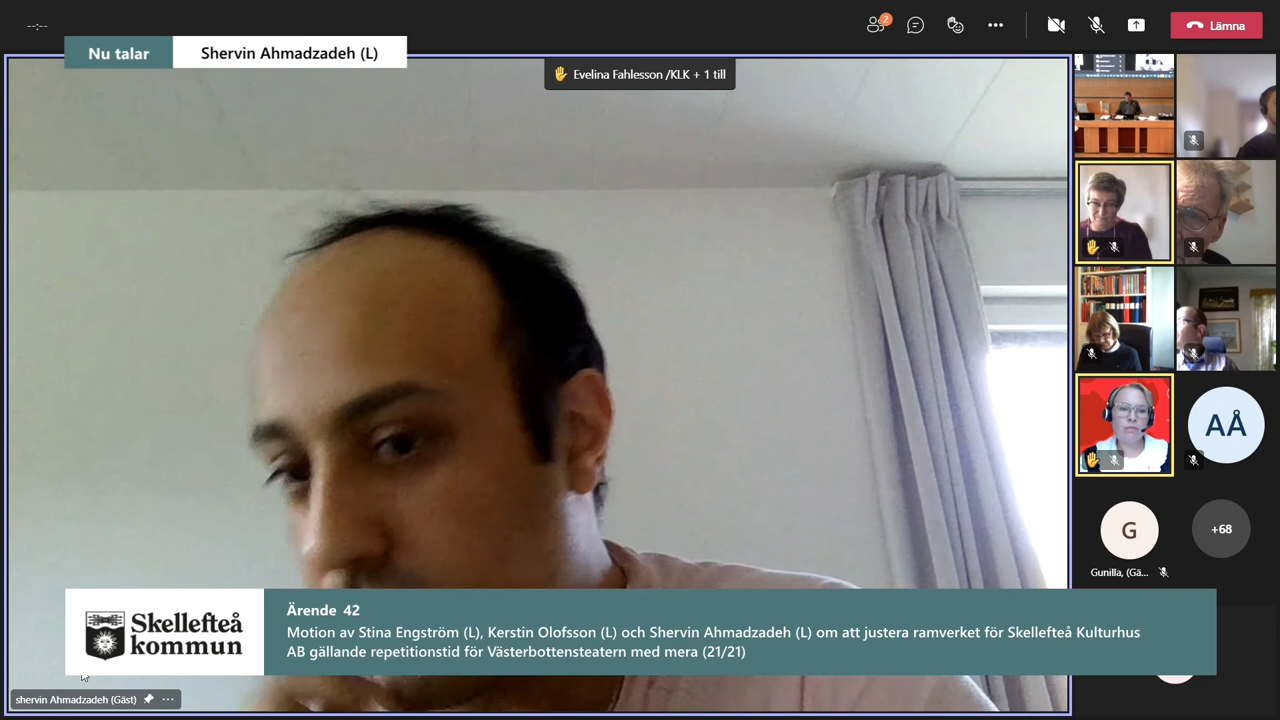 --:--
2
Lämna
Nu talar
Shervin Ahmadzadeh (L)
Evelina Fahlesson /KLK + 1 till
AÅ
G
+68
Gunilla, (Gä...
Skellefteå
kommun
Ärende 42
Motion av Stina Engström (L), Kerstin Olofsson (L) och Shervin Ahmadzadeh (L) om att justera ramverket för Skellefteå Kulturhus
AB gällande repetitionstid för Västerbottensteatern med mera (21/21)
shervin Ahmadzadeh (Gäst)